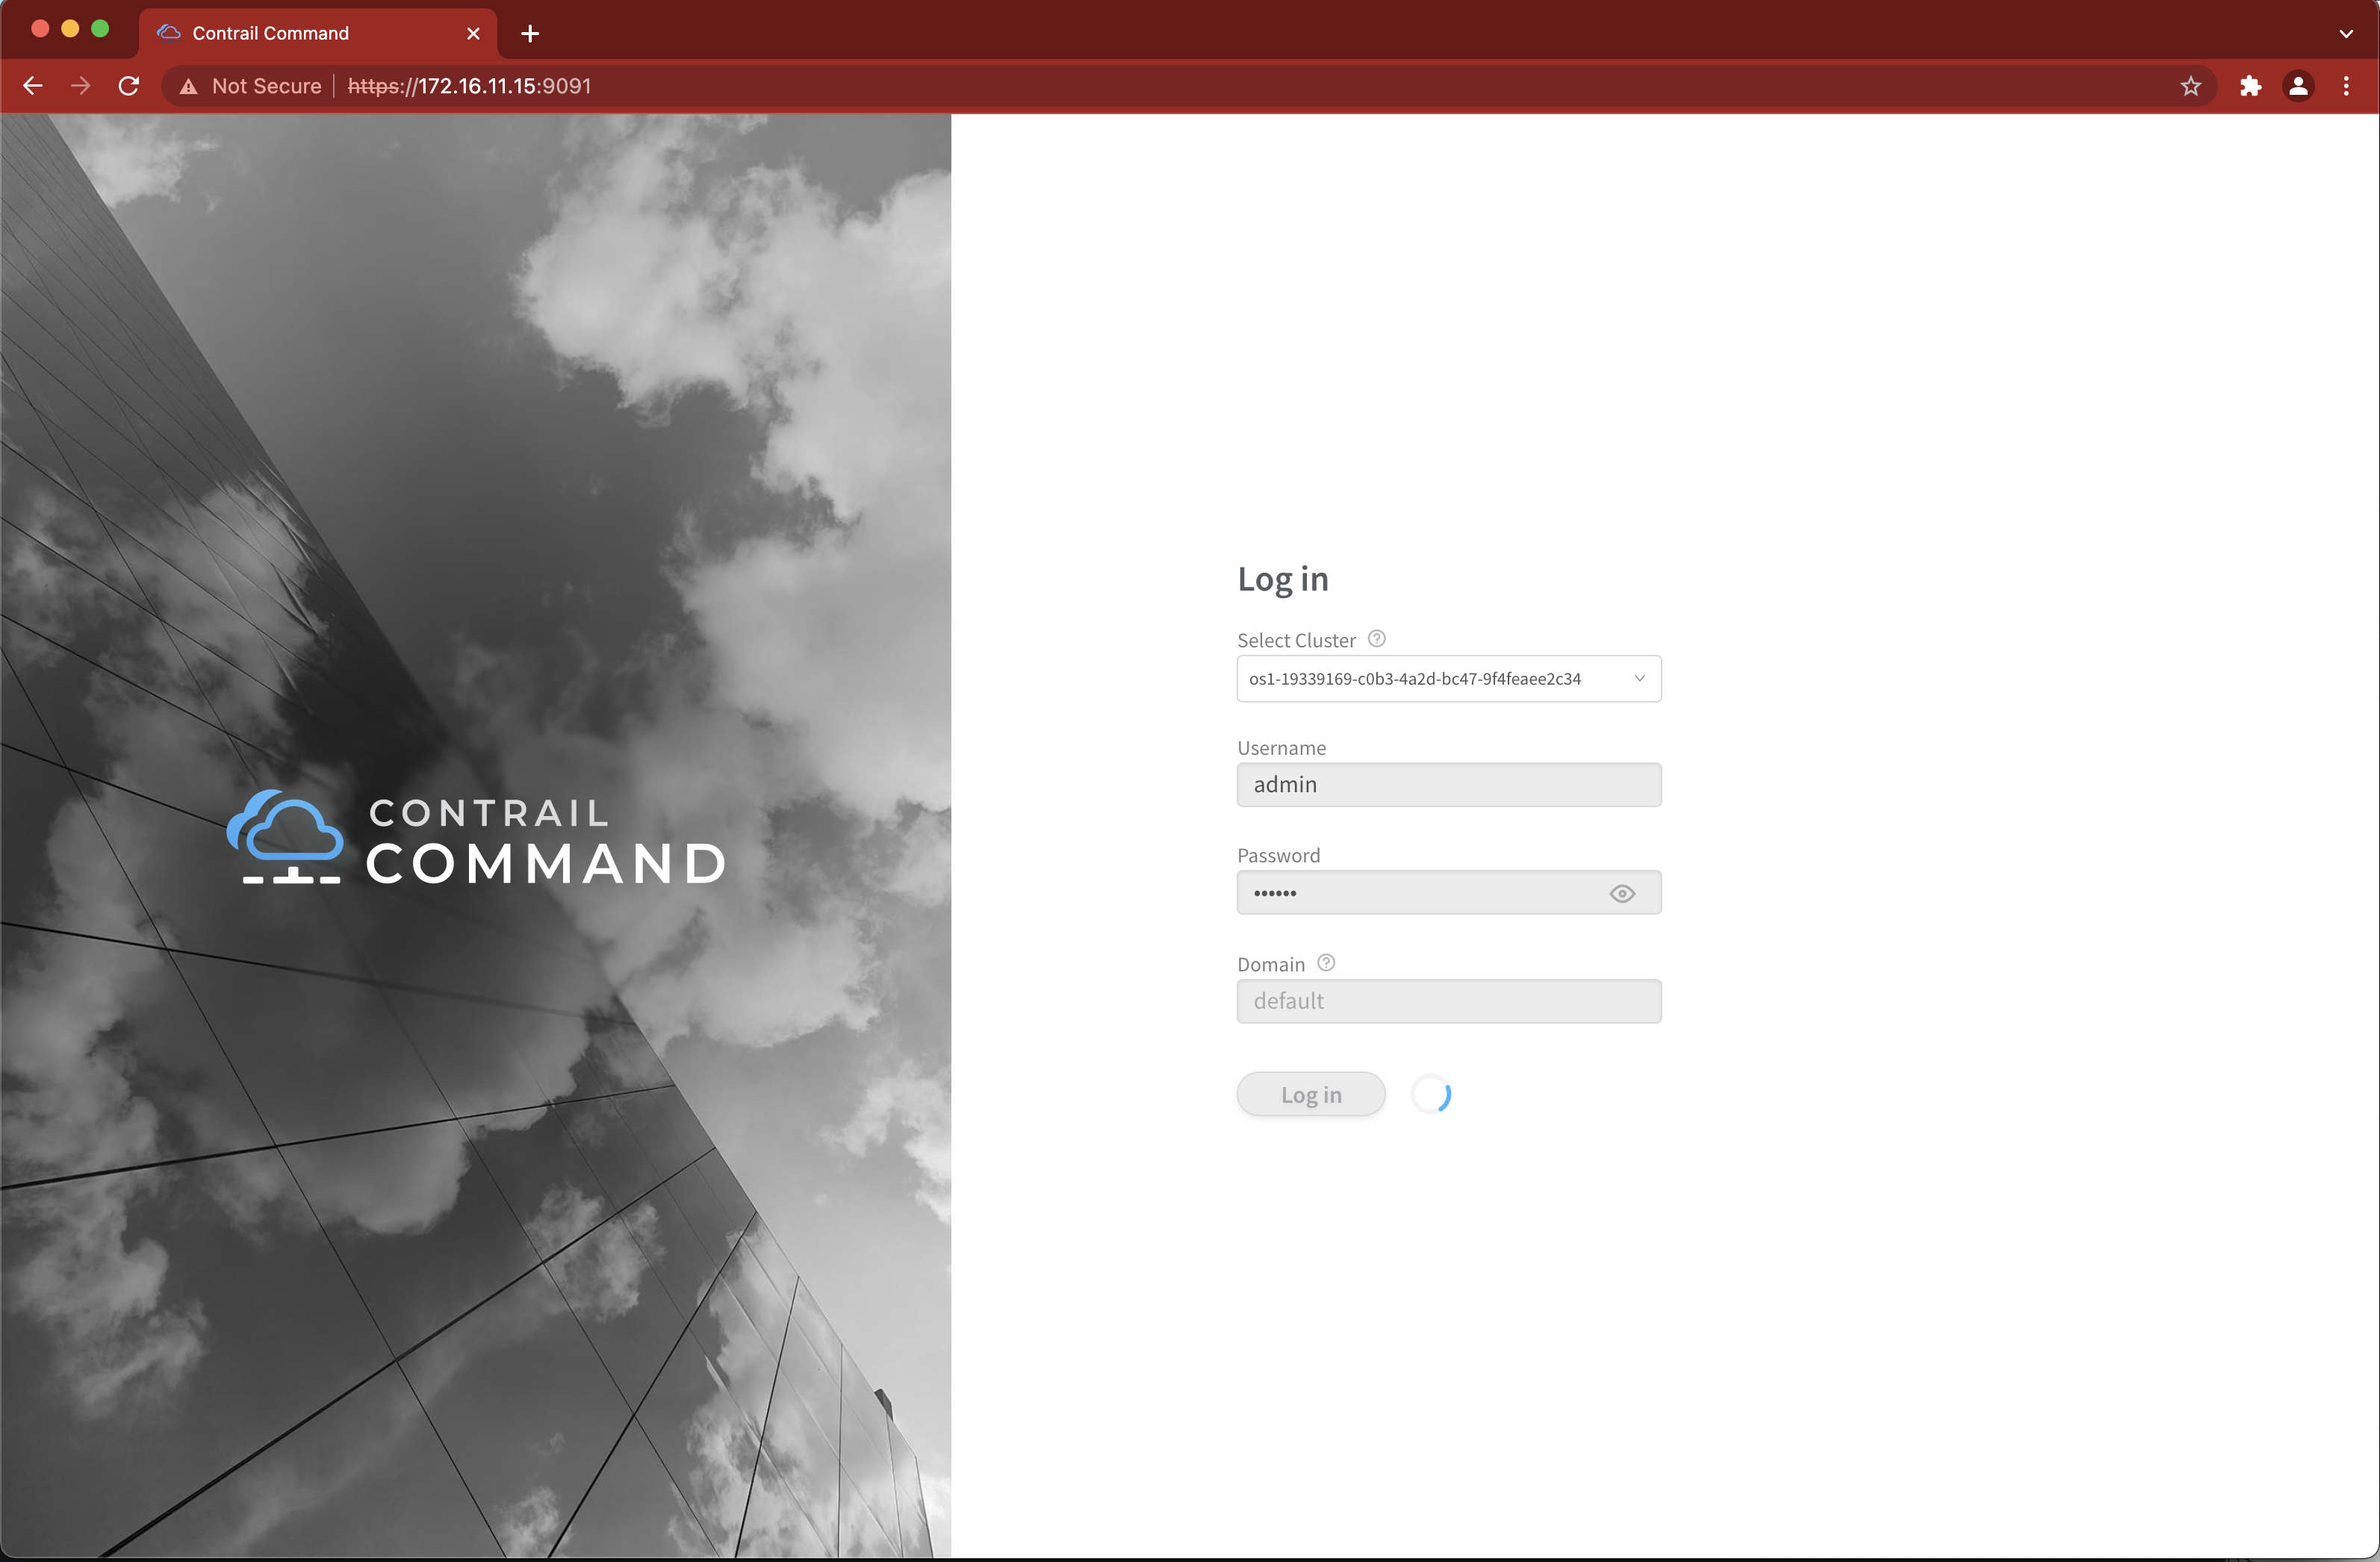 Contrail Command
Not Secure
https://172.16.11.15:9091
CONTRAIL
COMMAND
Log in
Select Cluster
os1-19339169-c0b3-4a2d-bc47-9f4feaee2c34
Username
admin
Password
••••••
Domain
default
Log in